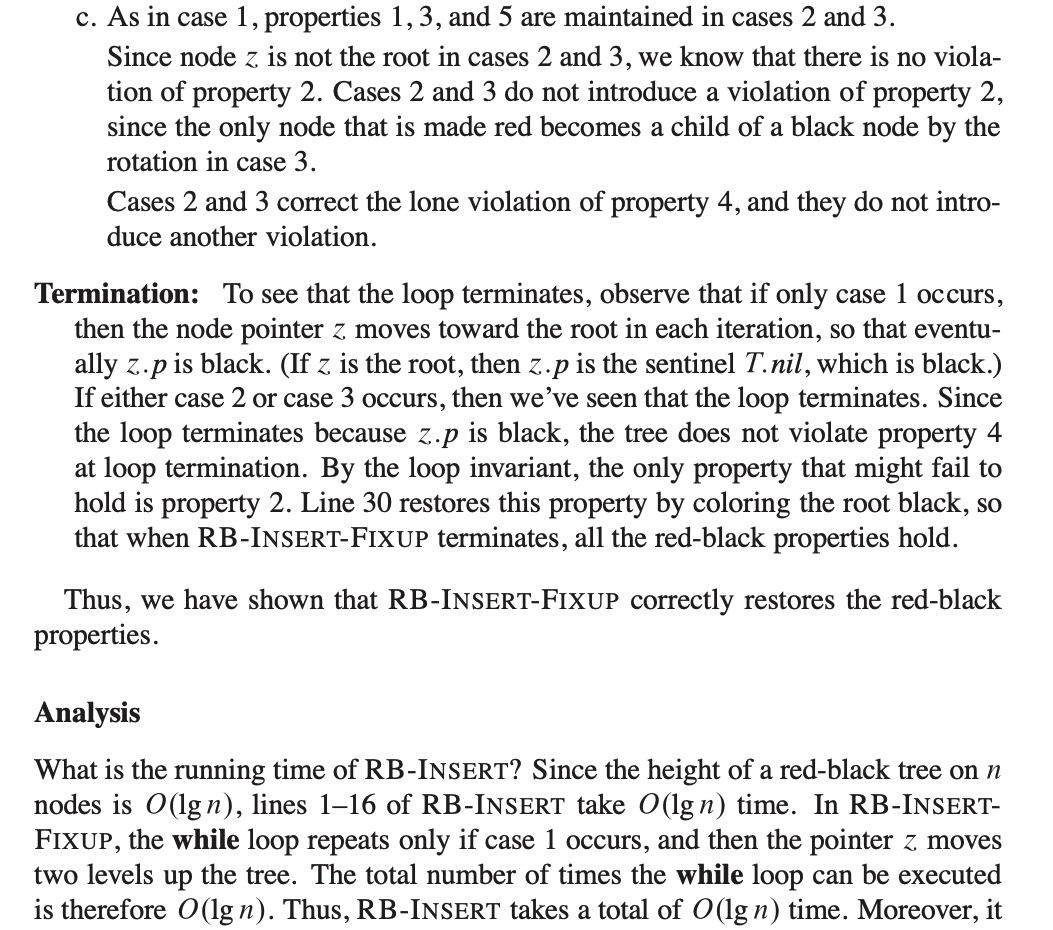 c. As in case 1, properties 1, 3, and 5 are maintained in cases 2 and 3.
Since node z is not the root in cases 2 and 3, we know that there is no viola-
tion of property 2. Cases 2 and 3 do not introduce a violation of property 2,
since the only node that is made red becomes a child of a black node by the
rotation in case 3.
Cases 2 and 3 correct the lone violation of property 4, and they do not intro-
duce another violation.
Termination: To see that the loop terminates, observe that if only case 1 occurs,
then the node pointer z moves toward the root in each iteration, so that eventu-
ally z.p is black. (If z is the root, then z.p is the sentinel T.nil, which is black.)
If either case 2 or case 3 occurs, then we’ve seen that the loop terminates. Since
the loop terminates because z.p is black, the tree does not violate property 4
at loop termination. By the loop invariant, the only property that might fail to
hold is property 2. Line 30 restores this property by coloring the root black, so
that when RB-INSERT-FIXUP terminates, all the red-black properties hold.
Thus, we have shown that RB-INSERT-FIXUP correctly restores the red-black
properties.
Analysis
What is the running time of RB-INSERT? Since the height of a red-black tree on n
nodes is O(lg n), lines 1–16 of RB-INSERT take O(lg n) time. In RB-INSERT-
FIXUP, the while loop repeats only if case 1 occurs, and then the pointer z moves
two levels up the tree. The total number of times the while loop can be executed
is therefore O(lg n). Thus, RB-INSERT takes a total of O(lg n) time. Moreover, it